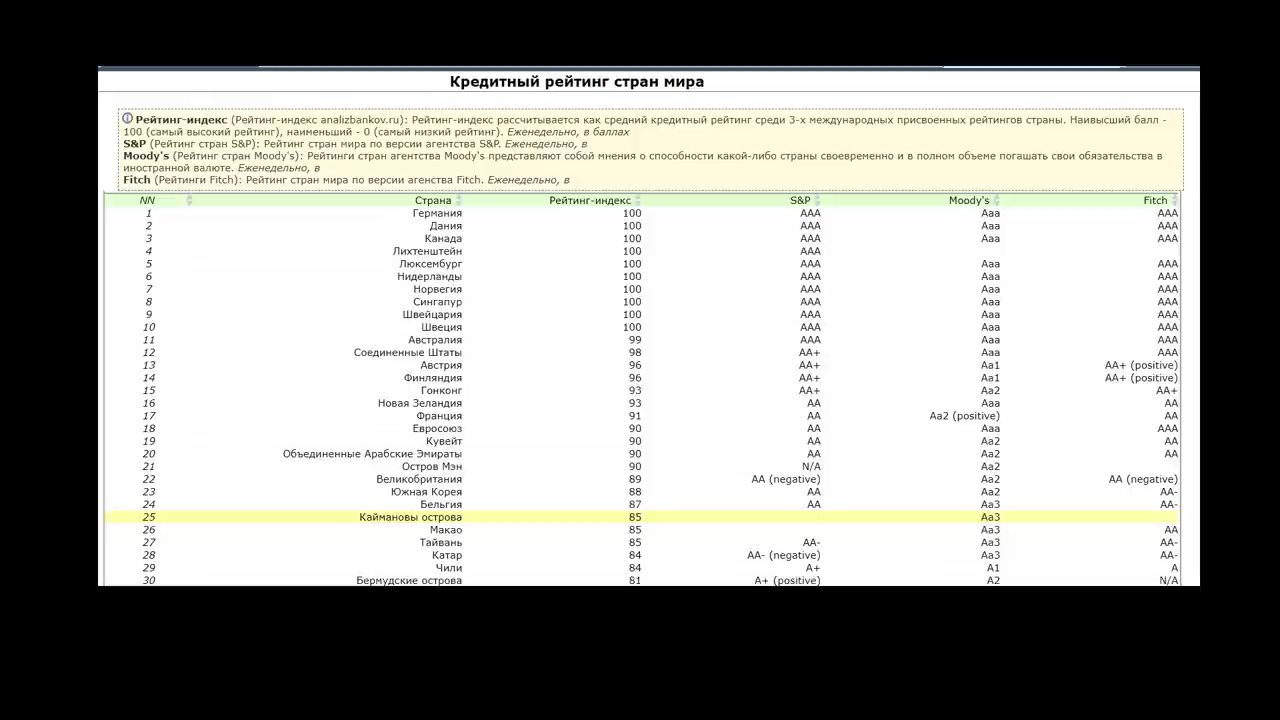 Кредитный рейтинг стран мира
Рейтинг-индекс (Рейтинг-индекс analizbankov.ru): Рейтинг-индекс рассчитывается как средний кредитный рейтинг среди 3-х международных присвоенных рейтингов страны. Наивысший балл -
100 (самый высокий рейтинг), наименьший - 0 (самый низкий рейтинг). Еженедельно, в баллах
S&P (Рейтинг стран S&P): Рейтинг стран мира по версии агентства S&P. Еженедельно, в
Moody's (Рейтинг стран Moody's): Рейтинги стран агентства Moody's представляют собой мнения о способности какой-либо страны своевременно и в полном объеме погашать свои обязательства в
иностранной валюте. Еженедельно, в
Fitch (Рейтинги Fitch): Рейтинг стран мира по версии агенства Fitch. Еженедельно, в
NN Страна Рейтинг-индекс S&P Moody's Fitch
1 Германия 100 AAA Aaa AAA
2 Дания 100 AAA Aaa AAA
3 Канада 100 AAA Aaa AAA
4 Лихтенштейн 100 AAA
5 Люксембург 100 AAA Aaa AAA
6 Нидерланды 100 AAA Aaa AAA
7 Норвегия 100 AAA Aaa AAA
8 Сингапур 100 AAA Aaa AAA
9 Швейцария 100 AAA Aaa AAA
10 Швеция 100 AAA Aaa AAA
11 Австралия 99 AAA Aaa AAA
12 Соединенные Штаты 98 AA+ Aaa AAA
13 Австрия 96 AA+ Aa1 AA+ (positive)
14 Финляндия 96 AA+ Aa1 AA+ (positive)
15 Гонконг 93 AA+ Aa2 AA+
16 Новая Зеландия 93 AA Aaa AA
17 Франция 91 AA Aa2 (positive) AA
18 Евросоюз 90 AA Aaa AAA
19 Кувейт 90 AA Aa2 AA
20 Объединенные Арабские Эмираты 90 AA Aa2 AA
21 Остров Мэн 90 N/A Aa2
22 Великобритания 89 AA (negative) Aa2 AA (negative)
23 Южная Корея 88 AA Aa2 AA-
24 Бельгия 87 AA Aa3 AA-
25 Каймановы острова 85 Aa3
26 Макао 85 Aa3 AA
27 Тайвань 85 AA- Aa3 AA-
28 Катар 84 AA- (negative) Aa3 AA-
29 Чили 84 A+ A1 A
30 Бермудские острова 81 A+ (positive) A2 N/A